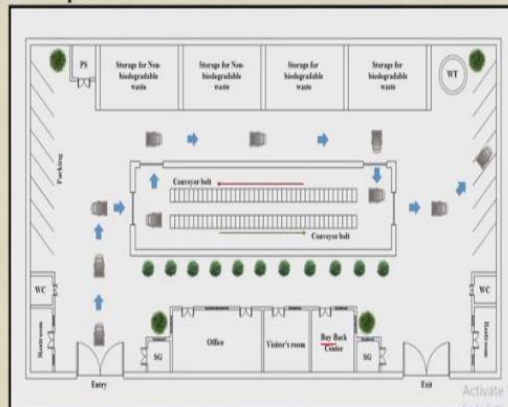 PS
Storage for Non-
biodegradable
waste
Storage for Non-
biodegradable
waste
Storage for
biodegradable
waste
Storage for
biodegradable
waste
WT
Parking
Conveyor belt
Conveyor belt
WC
WC
Restroom
Restroom
SG
Office
Visitor's room
Buy Back
Center
SG
Entry
Exit
Activate